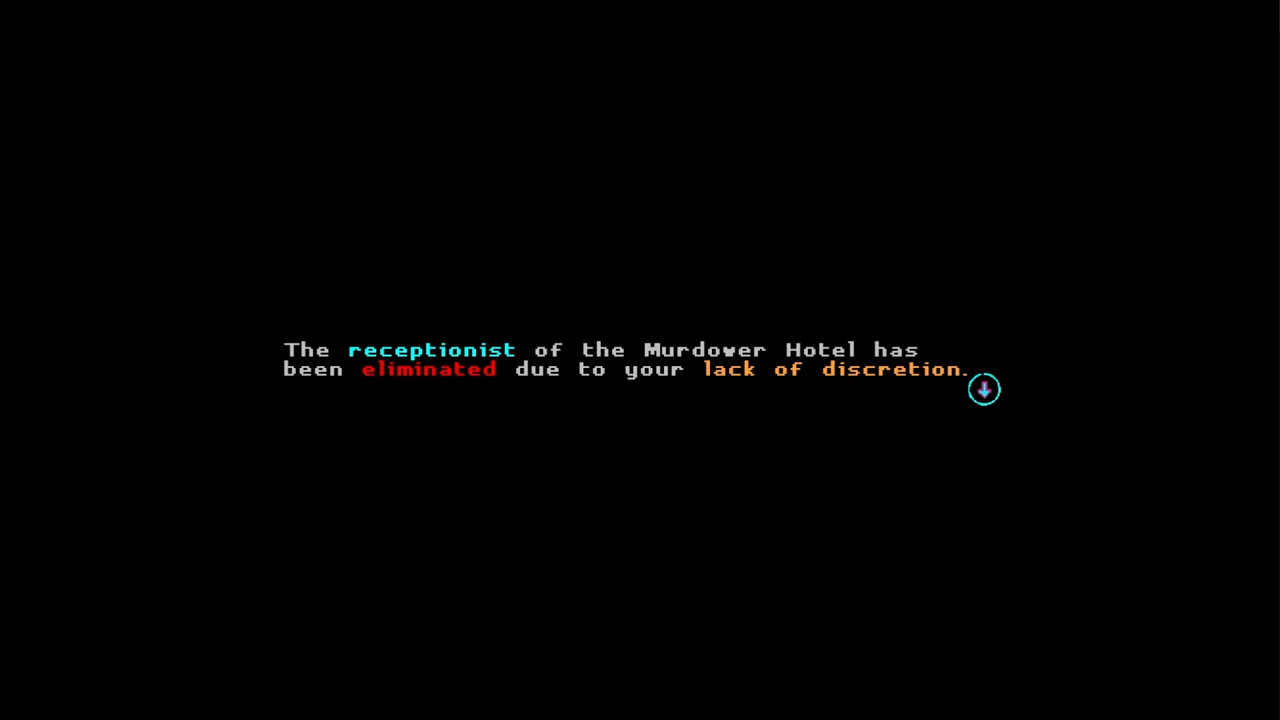 The receptionist of the Murdower Hotel has
been eliminated due to your lack of discretion.